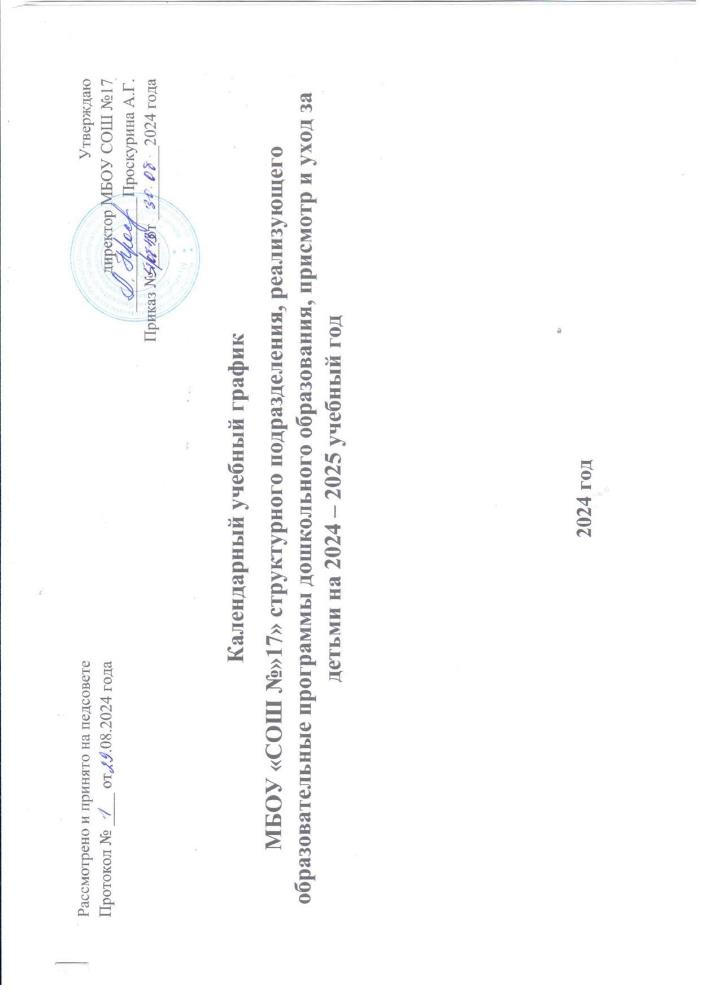 Рассмотрено и принято на педсовете
Протокол № 1 от 29.08.2024 года
Утверждаю
директор МБОУ СОШ №17
Проскурина А.Г.
Приказ № от 30.08 2024 года
Календарный учебный график
МБОУ «СОШ №»17» структурного подразделения, реализующего
образовательные программы дошкольного образования, присмотр и уход за
детьми на 2024 – 2025 учебный год
2024 год